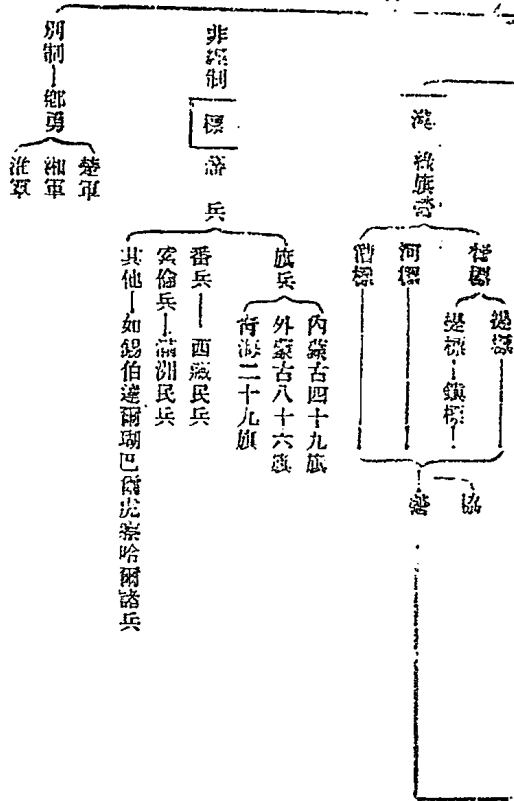 協
營
綠旗營
督標
提標
提標
鎮標
河標
漕標
非經制
標
藩兵
旗兵
內蒙古四十九旗
外蒙古八十六旗
青海二十九旗
番兵
西藏民兵
索倫兵
滿洲民兵
其他
如錫伯達爾瑚巴爾虎察哈爾諸兵
別制
鄉勇
楚軍
湘軍
淮軍